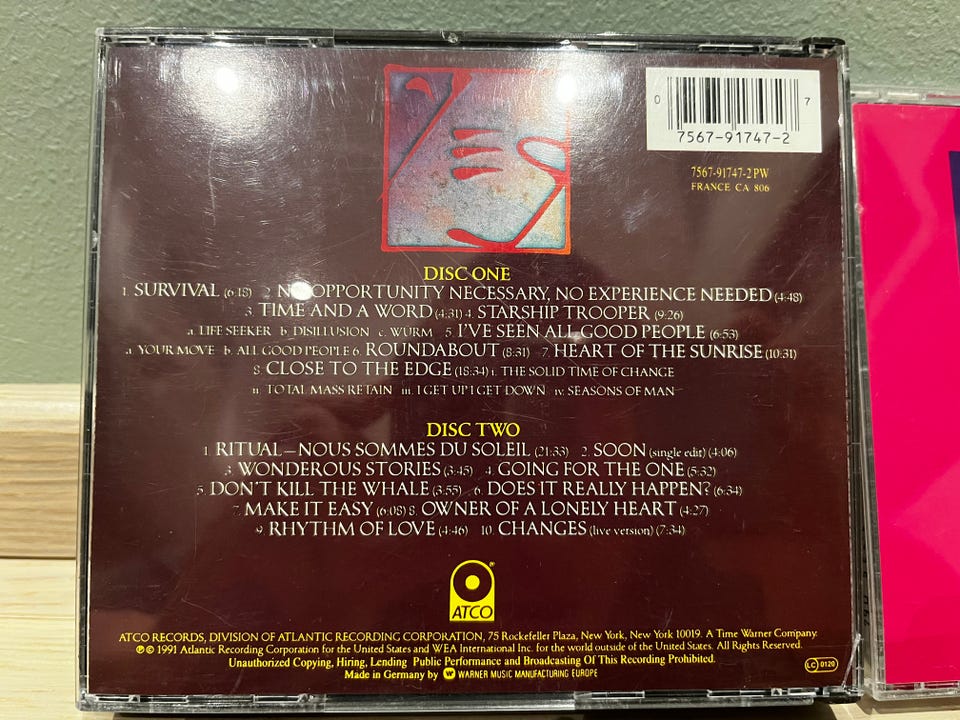 0 7
7567-91747-2
7567-91747-2 PW
FRANCE CA 806
DISC ONE
1. SURVIVAL (6:18) 2. NO OPPORTUNITY NECESSARY, NO EXPERIENCE NEEDED (4:48)
3. TIME AND A WORD (4:31) 4. STARSHIP TROOPER (9:26)
a. LIFE SEEKER b. DISILLUSION c. WÜRM 5. I'VE SEEN ALL GOOD PEOPLE (6:53)
a. YOUR MOVE b. ALL GOOD PEOPLE 6. ROUNDABOUT (8:31) 7. HEART OF THE SUNRISE (10:31)
8. CLOSE TO THE EDGE (18:34) i. THE SOLID TIME OF CHANGE
ii. TOTAL MASS RETAIN iii. I GET UP I GET DOWN iv. SEASONS OF MAN
DISC TWO
1. RITUAL – NOUS SOMMES DU SOLEIL (21:33) 2. SOON (single edit) (4:06)
3. WONDEROUS STORIES (3:45) 4. GOING FOR THE ONE (5:32)
5. DON'T KILL THE WHALE (3:55) 6. DOES IT REALLY HAPPEN? (6:34)
7. MAKE IT EASY (6:08) 8. OWNER OF A LONELY HEART (4:27)
9. RHYTHM OF LOVE (4:46) 10. CHANGES (live version) (7:34)
ATCO
ATCO RECORDS, DIVISION OF ATLANTIC RECORDING CORPORATION, 75 Rockefeller Plaza, New York, New York 10019. A Time Warner Company.
℗ © 1991 Atlantic Recording Corporation for the United States and WEA International Inc. for the world outside of the United States. All Rights Reserved.
Unauthorized Copying, Hiring, Lending Public Performance and Broadcasting Of This Recording Prohibited.
Made in Germany by WARNER MUSIC MANUFACTURING EUROPE
LC 0120